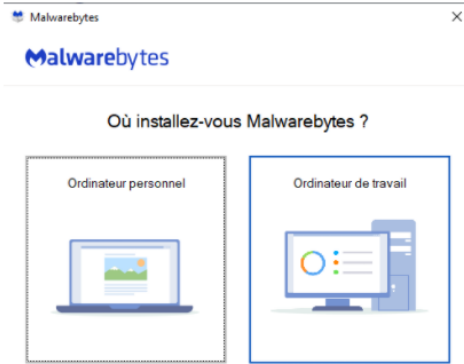 Malwarebytes
Malwarebytes
Où installez-vous Malwarebytes ?
Ordinateur personnel
Ordinateur de travail